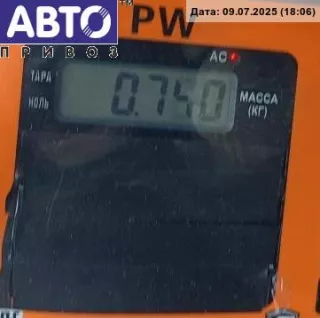 АВТО
ПРИВОЗ
PW
Дата: 09.07.2025 (18:06)
AC
ТАРА
НОЛЬ
0.740
МАССА
(КГ)